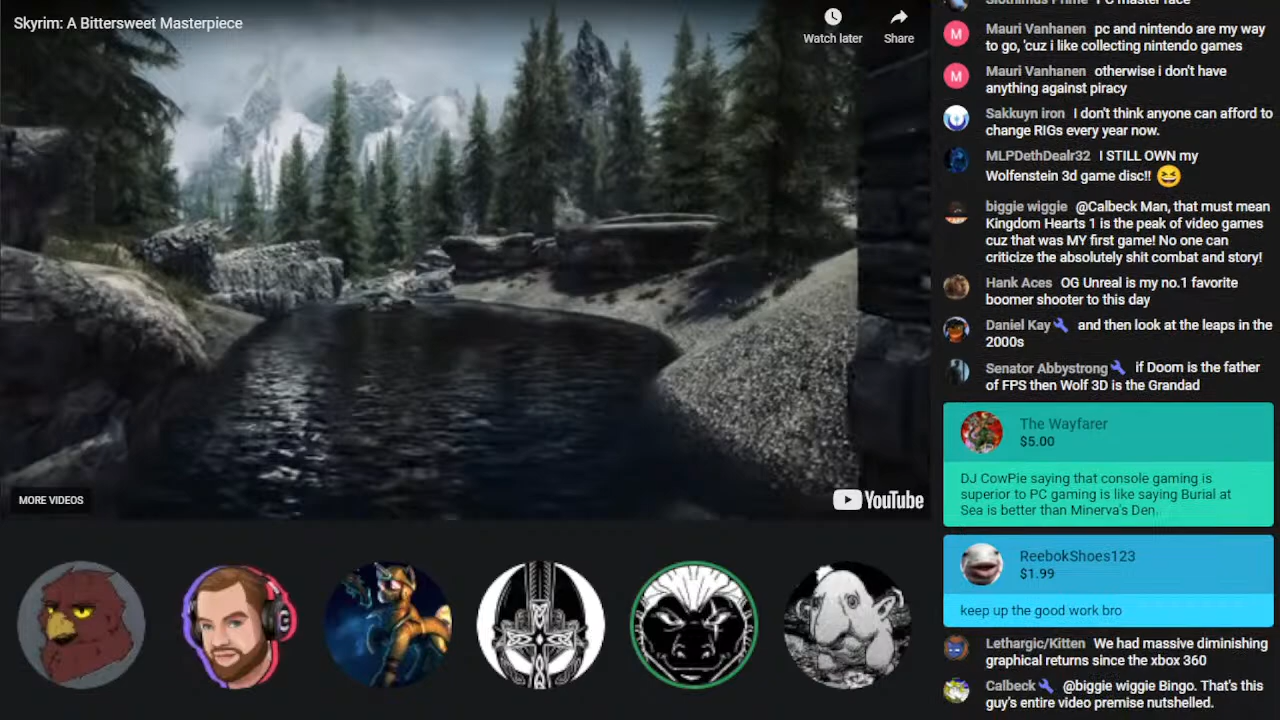 Skyrim: A Bittersweet Masterpiece
Watch later
Share
MORE VIDEOS
YouTube
Mauri Vanhanen pc and nintendo are my way
to go, 'cuz i like collecting nintendo games
Mauri Vanhanen otherwise i don't have
anything against piracy
Sakkuyn iron I don't think anyone can afford to
change RIGs every year now.
MLPDethDealr32 I STILL OWN my
Wolfenstein 3d game disc!!
biggie wiggie @Calbeck Man, that must mean
Kingdom Hearts 1 is the peak of video games
cuz that was MY first game! No one can
criticize the absolutely shit combat and story!
Hank Aces OG Unreal is my no.1 favorite
boomer shooter to this day
Daniel Kay and then look at the leaps in the
2000s
Senator Abbystrong if Doom is the father
of FPS then Wolf 3D is the Grandad
The Wayfarer
$5.00
DJ CowPie saying that console gaming is
superior to PC gaming is like saying Burial at
Sea is better than Minerva's Den.
ReebokShoes123
$1.99
keep up the good work bro
Lethargic/Kitten We had massive diminishing
graphical returns since the xbox 360
Calbeck @biggie wiggie Bingo. That's this
guy's entire video premise nutshelled.